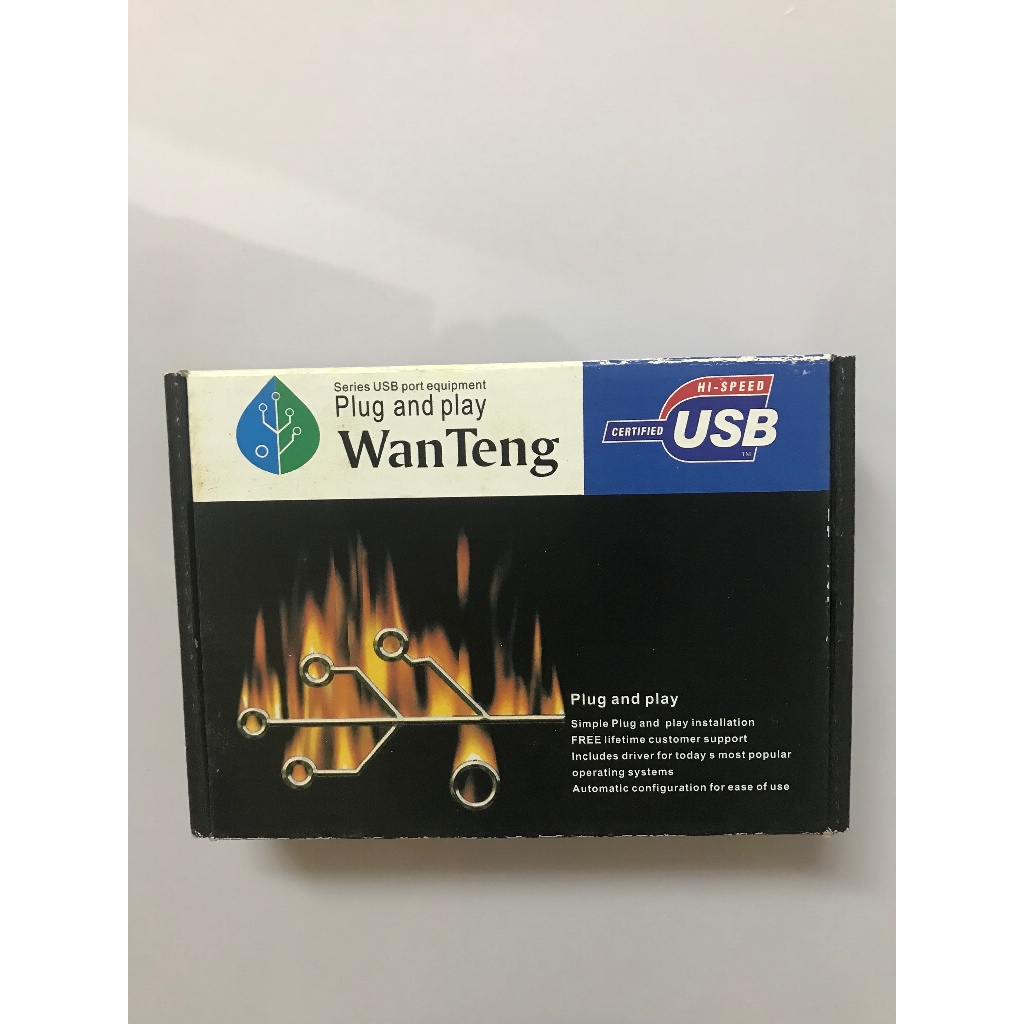 Series USB port equipment
Plug and play
WanTeng
HI-SPEED
CERTIFIED
USB
TM
Plug and play
Simple Plug and play installation
FREE lifetime customer support
Includes driver for today s most popular
operating systems
Automatic configuration for ease of use